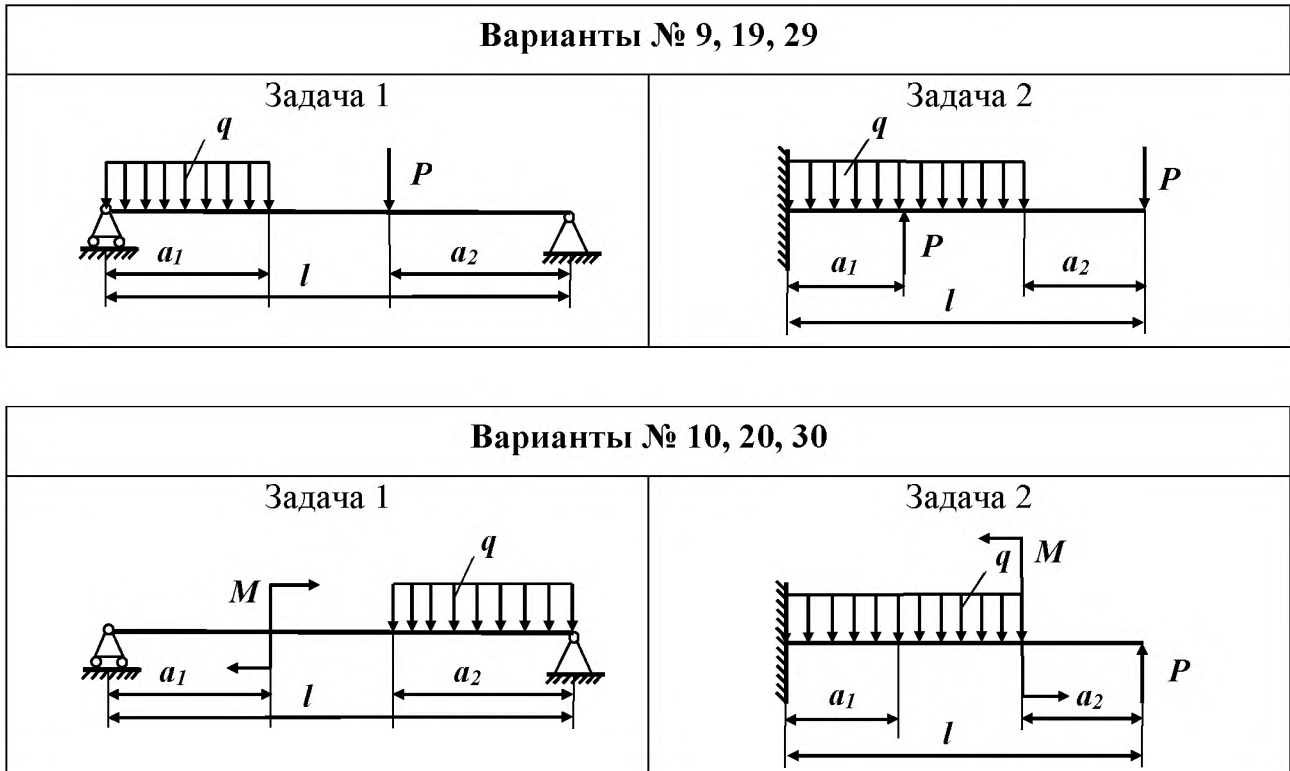 Варианты № 9, 19, 29
Задача 1
q
P
a1
a2
l
Задача 2
q
P
P
a1
a2
l
Варианты № 10, 20, 30
Задача 1
q
M
a1
a2
l
Задача 2
M
q
a1
a2
P
l